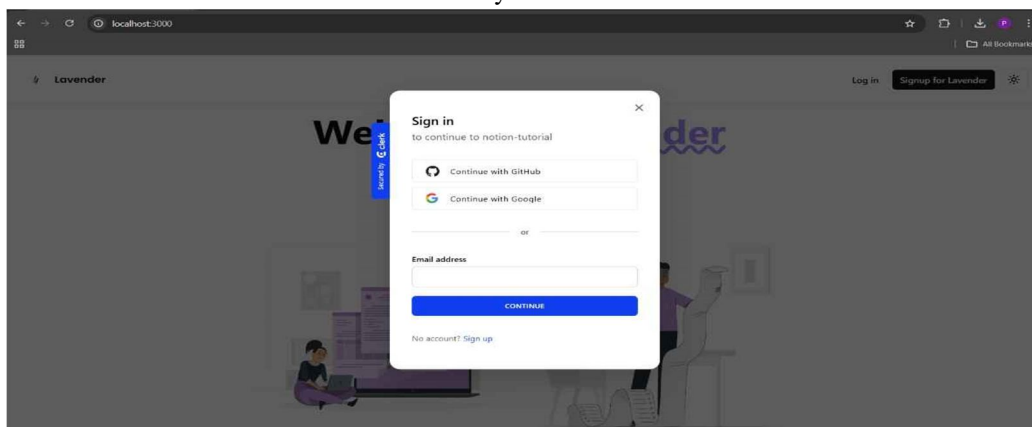 localhost:3000
P
All Bookmarks
Lavender
Log in
Signup for Lavender
We
der
Sign in
to continue to notion-tutorial
Secured by clerk
Continue with GitHub
Continue with Google
or
Email address
CONTINUE
No account? Sign up